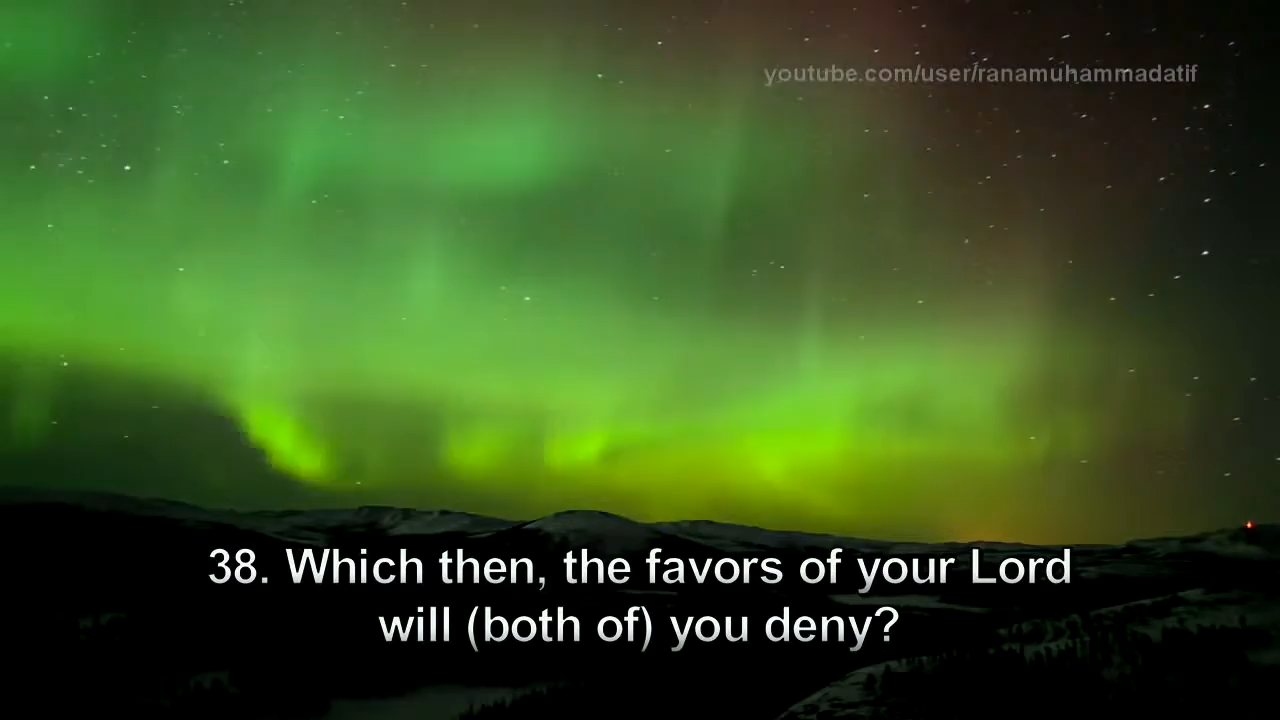 youtube.com/user/ranamuhammadatif
38. Which then, the favors of your Lord
will (both of) you deny?